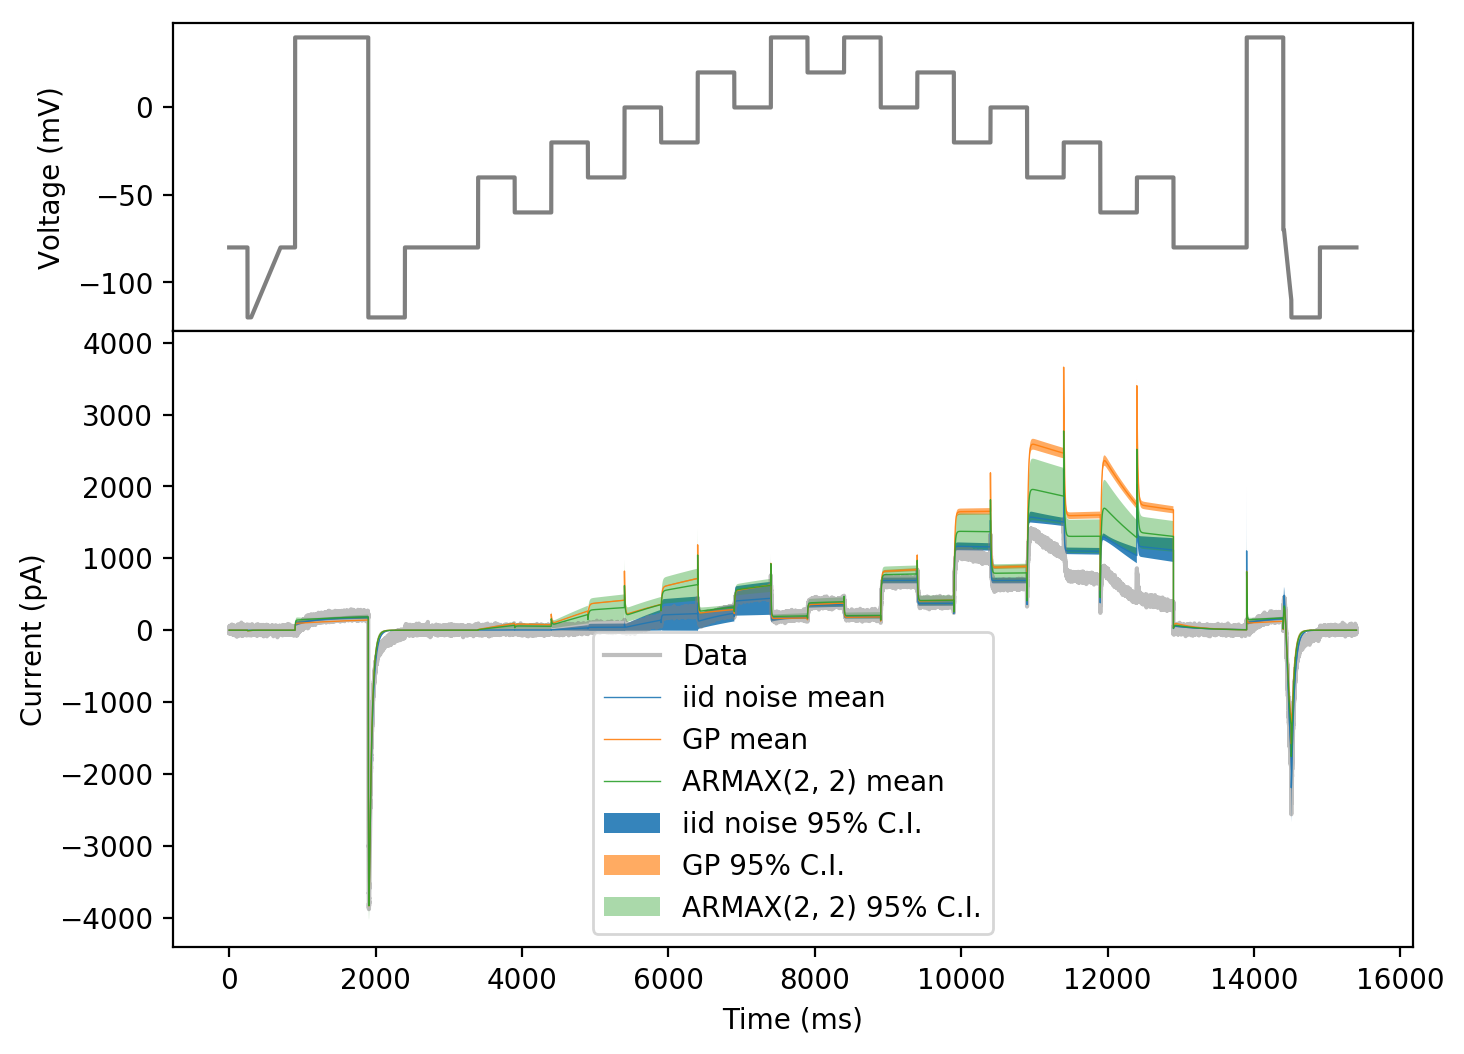 0
−50
−100
Voltage (mV)
4000
3000
2000
1000
0
−1000
−2000
−3000
−4000
Current (pA)
Data
iid noise mean
GP mean
ARMAX(2, 2) mean
iid noise 95% C.I.
GP 95% C.I.
ARMAX(2, 2) 95% C.I.
0 2000 4000 6000 8000 10000 12000 14000 16000
Time (ms)